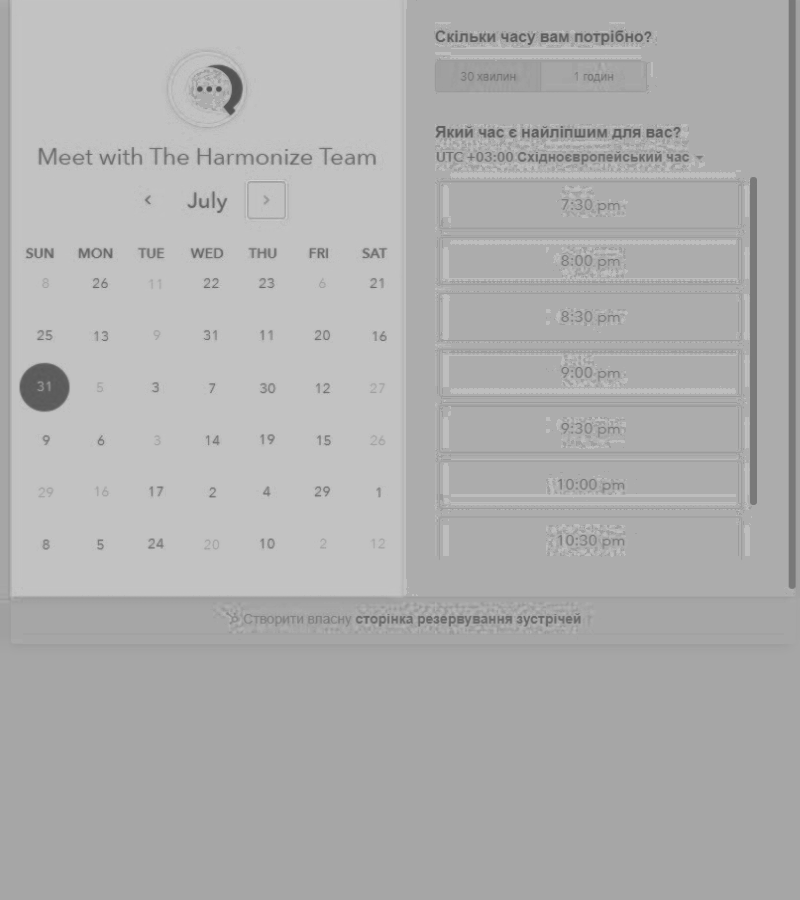 Meet with The Harmonize Team
July
SUN MON TUE WED THU FRI SAT
8 26 11 22 23 6 21
25 13 9 31 11 20 16
31 5 3 7 30 12 27
9 6 3 14 19 15 26
29 16 17 2 4 29 1
8 5 24 20 10 2 12
Скільки часу вам потрібно?
30 хвилин 1 годин
Який час є найліпшим для вас?
UTC +03:00 Східноєвропейський час
7:30 pm
8:00 pm
8:30 pm
9:00 pm
9:30 pm
10:00 pm
10:30 pm
Створити власну сторінка резервування зустрічей